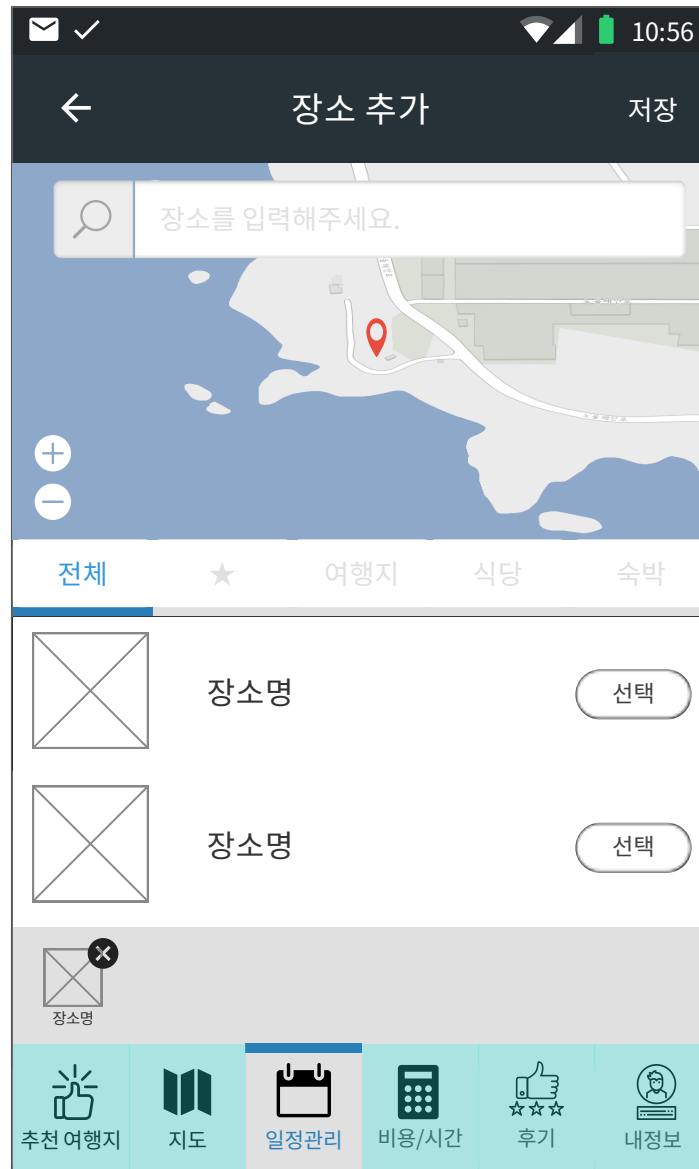 10:56
장소 추가
저장
장소를 입력해주세요.
전체 ★ 여행지 식당 숙박
장소명
선택
장소명
선택
장소명
추천 여행지 지도 일정관리 비용/시간 후기 내정보